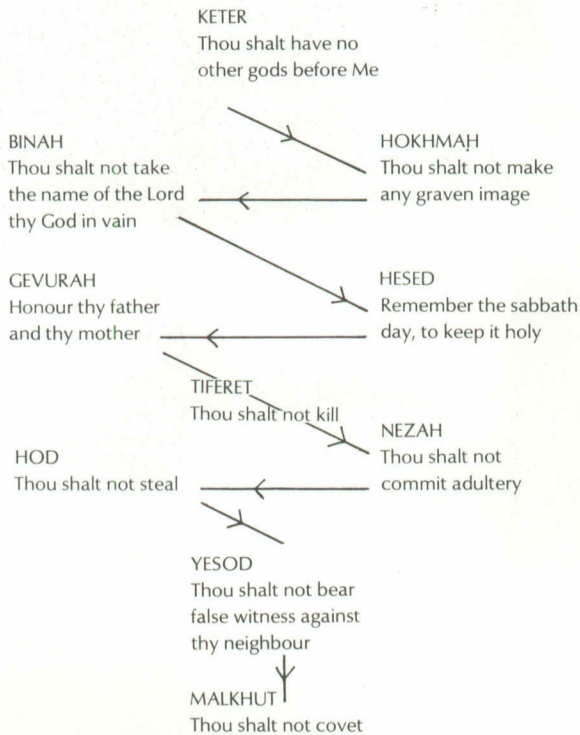 KETER
Thou shalt have no
other gods before Me
HOKHMAH
Thou shalt not make
any graven image
BINAH
Thou shalt not take
the name of the Lord
thy God in vain
HESED
Remember the sabbath
day, to keep it holy
GEVURAH
Honour thy father
and thy mother
TIFERET
Thou shalt not kill
NEZAH
Thou shalt not
commit adultery
HOD
Thou shalt not steal
YESOD
Thou shalt not bear
false witness against
thy neighbour
MALKHUT
Thou shalt not covet